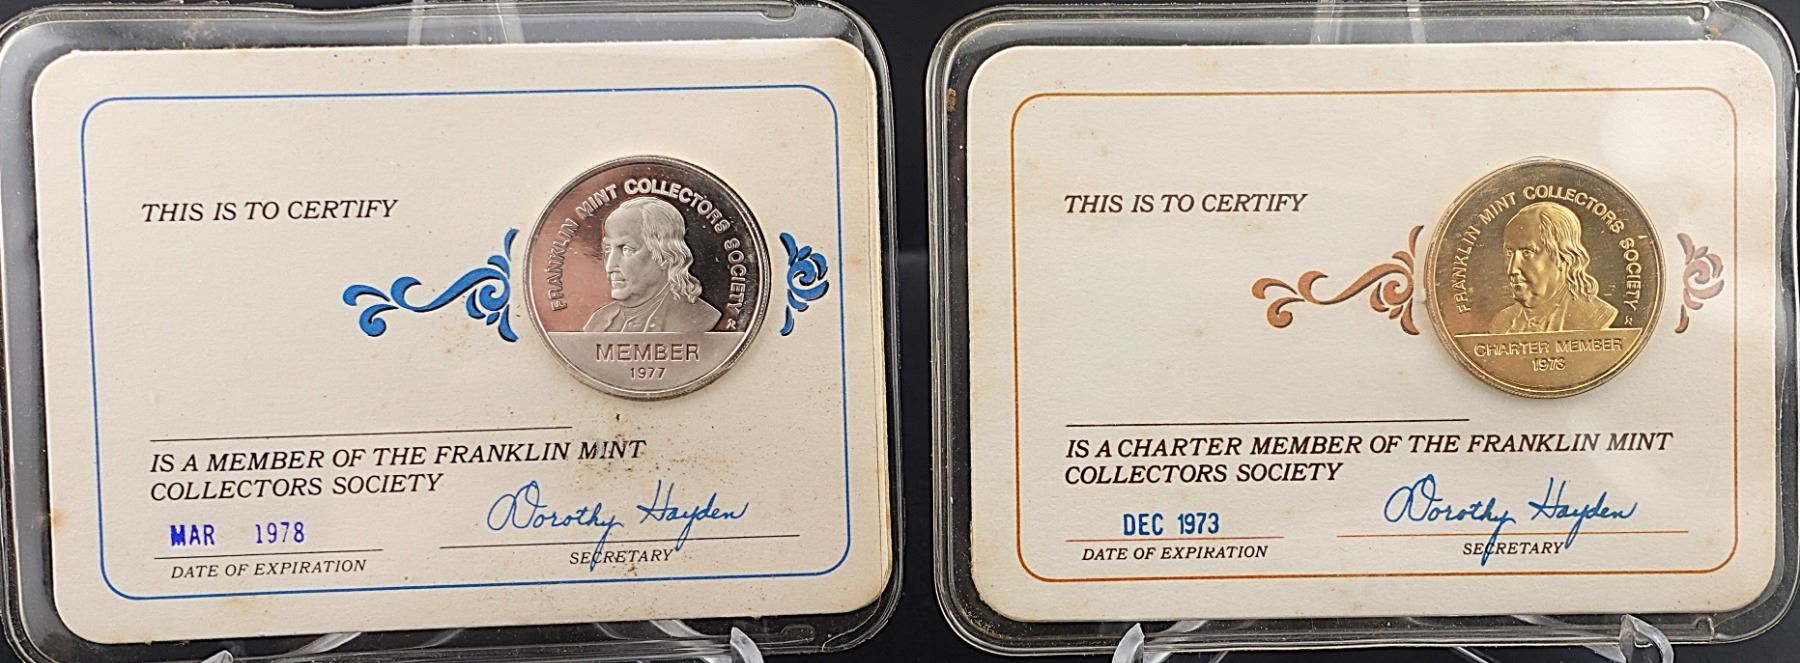 THIS IS TO CERTIFY
FRANKLIN MINT COLLECTORS SOCIETY
MEMBER
1977
IS A MEMBER OF THE FRANKLIN MINT
COLLECTORS SOCIETY
MAR 1978
DATE OF EXPIRATION
Dorothy Hayden
SECRETARY
THIS IS TO CERTIFY
FRANKLIN MINT COLLECTORS SOCIETY
CHARTER MEMBER
1973
IS A CHARTER MEMBER OF THE FRANKLIN MINT
COLLECTORS SOCIETY
DEC 1973
DATE OF EXPIRATION
Dorothy Hayden
SECRETARY